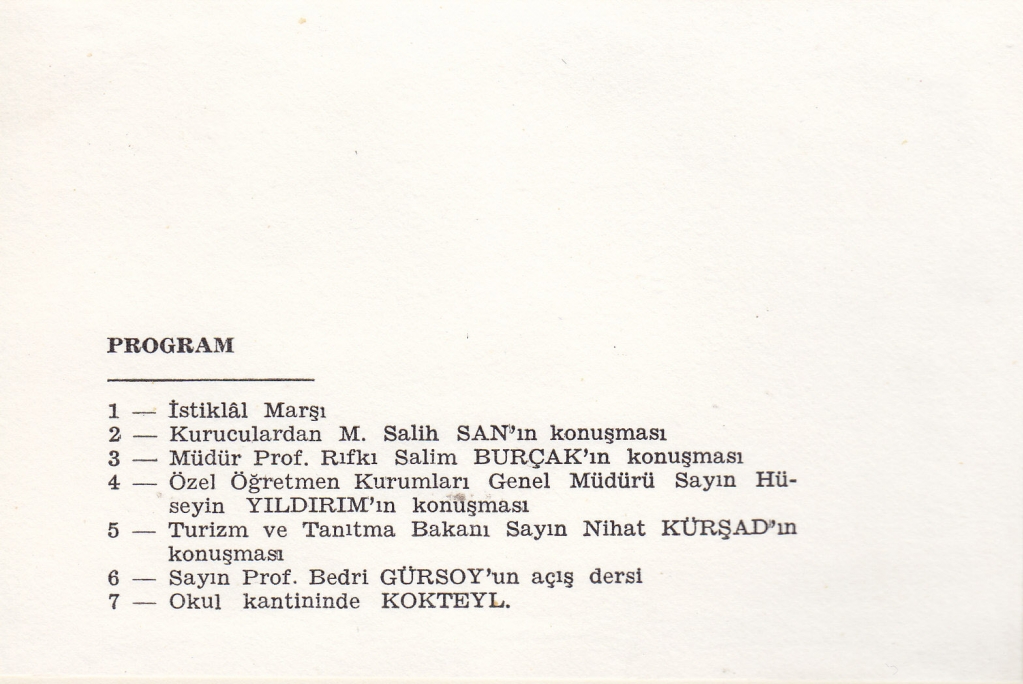 PROGRAM
1 — İstiklâl Marşı
2 — Kuruculardan M. Salih SAN'ın konuşması
3 — Müdür Prof. Rıfkı Salim BURÇAK'ın konuşması
4 — Özel Öğretmen Kurumları Genel Müdürü Sayın Hü-
seyin YILDIRIM'ın konuşması
5 — Turizm ve Tanıtma Bakanı Sayın Nihat KÜRŞAD'ın
konuşması
6 — Sayın Prof. Bedri GÜRSOY'un açış dersi
7 — Okul kantininde KOKTEYL.